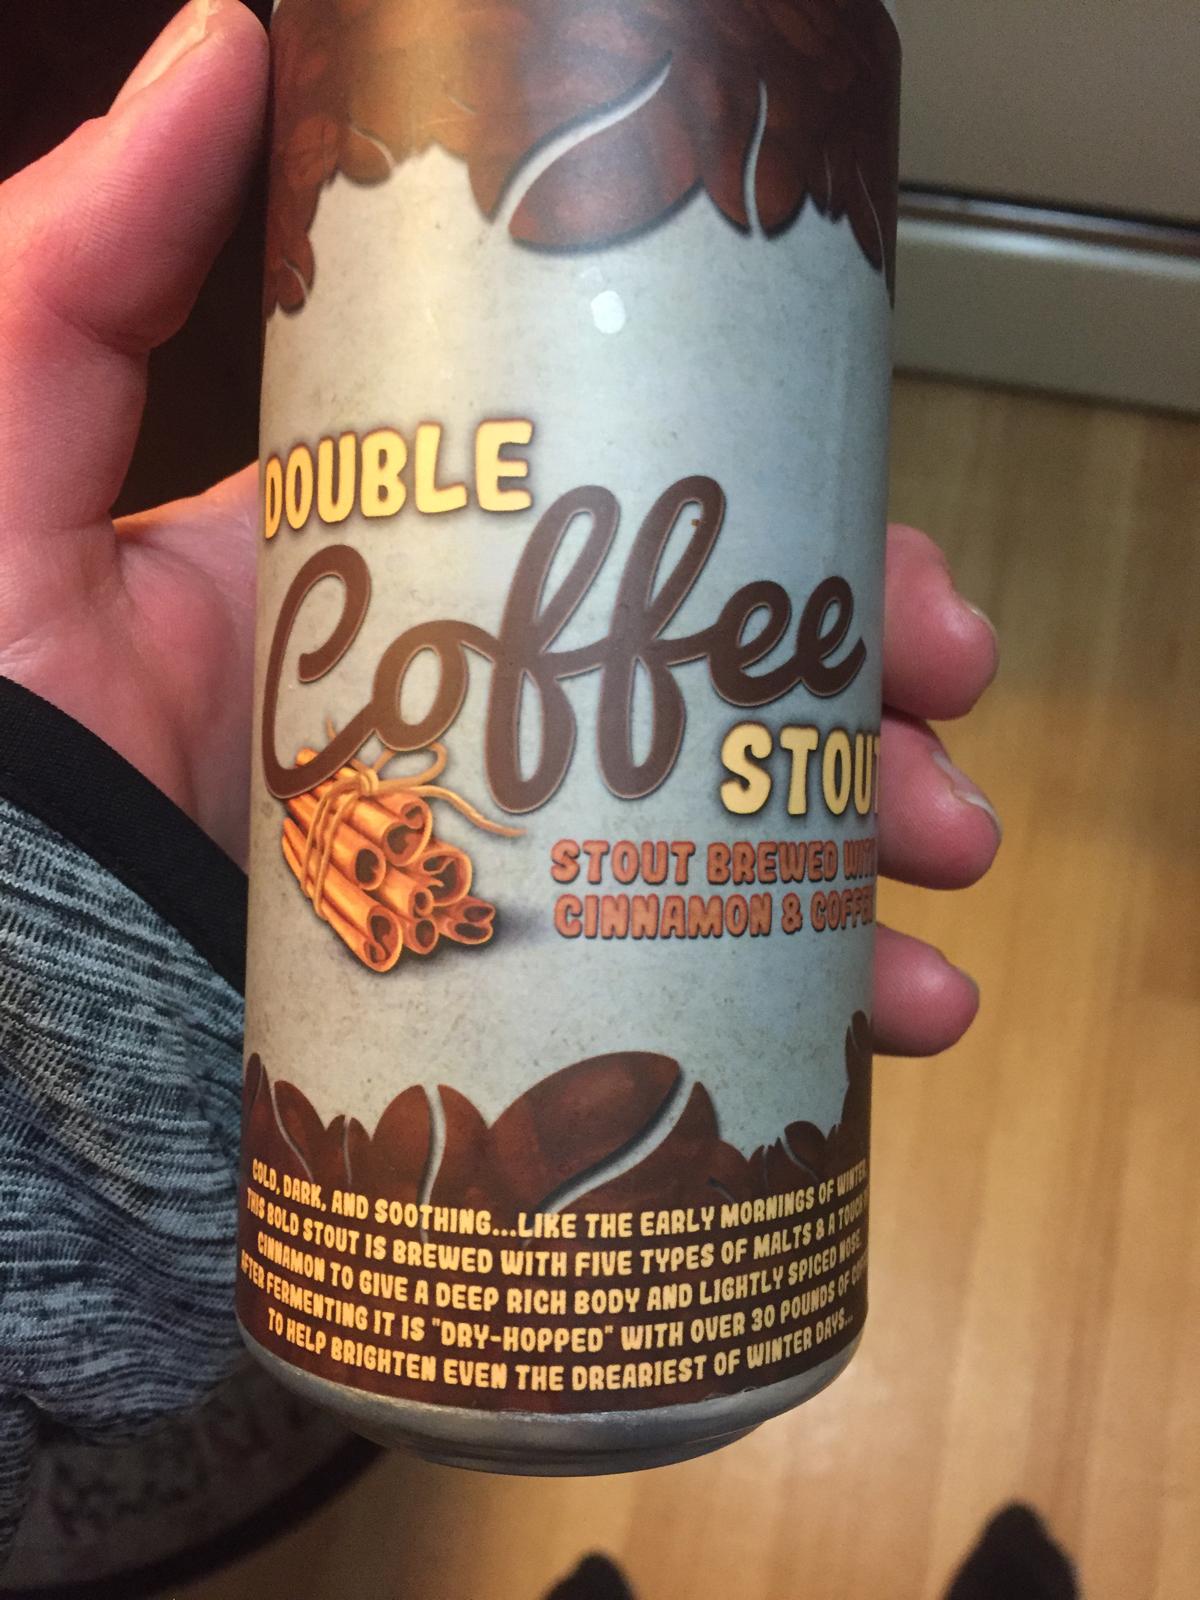 DOUBLE
Coffee
STOUT
STOUT BREWED WITH
CINNAMON & COFFEE
COLD, DARK, AND SOOTHING...LIKE THE EARLY MORNINGS OF WINTER.
THIS BOLD STOUT IS BREWED WITH FIVE TYPES OF MALTS & A TOUCH
CINNAMON TO GIVE A DEEP RICH BODY AND LIGHTLY SPICED NOSE.
AFTER FERMENTING IT IS "DRY-HOPPED" WITH OVER 30 POUNDS OF COFFEE
TO HELP BRIGHTEN EVEN THE DREARIEST OF WINTER DAYS...